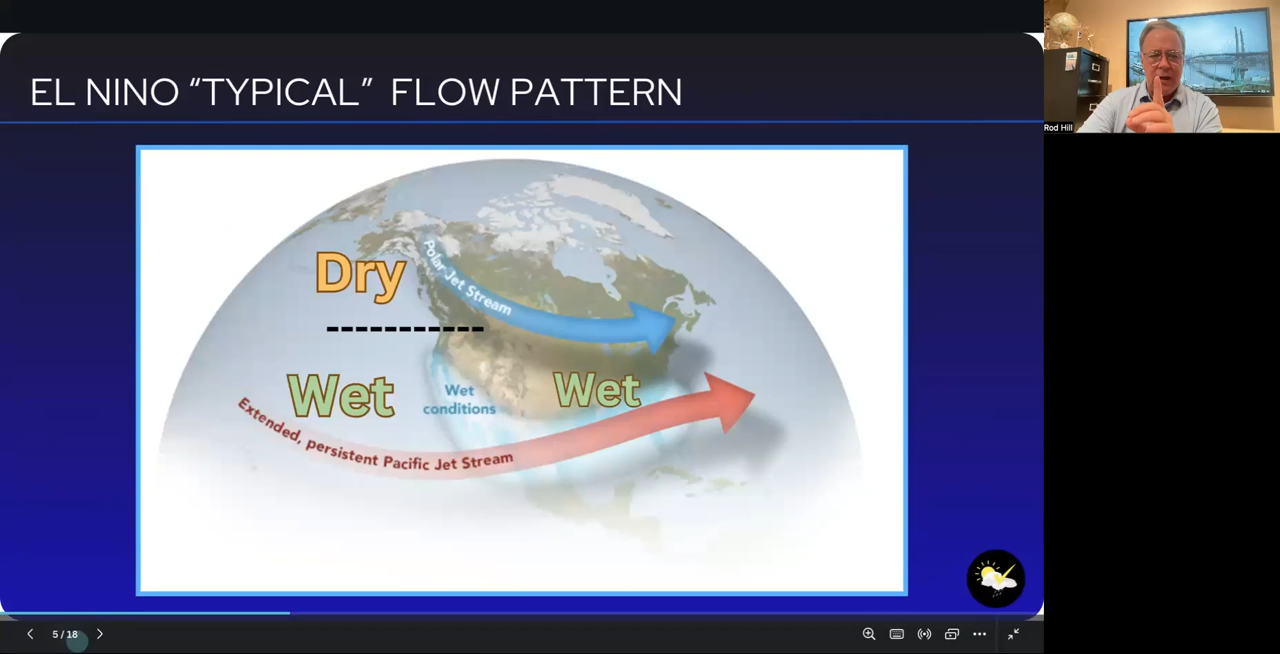 EL NINO “TYPICAL” FLOW PATTERN
Rod Hill
Dry
Polar Jet Stream
-----------
Wet
Wet
conditions
Wet
Extended, persistent Pacific Jet Stream
5 / 18